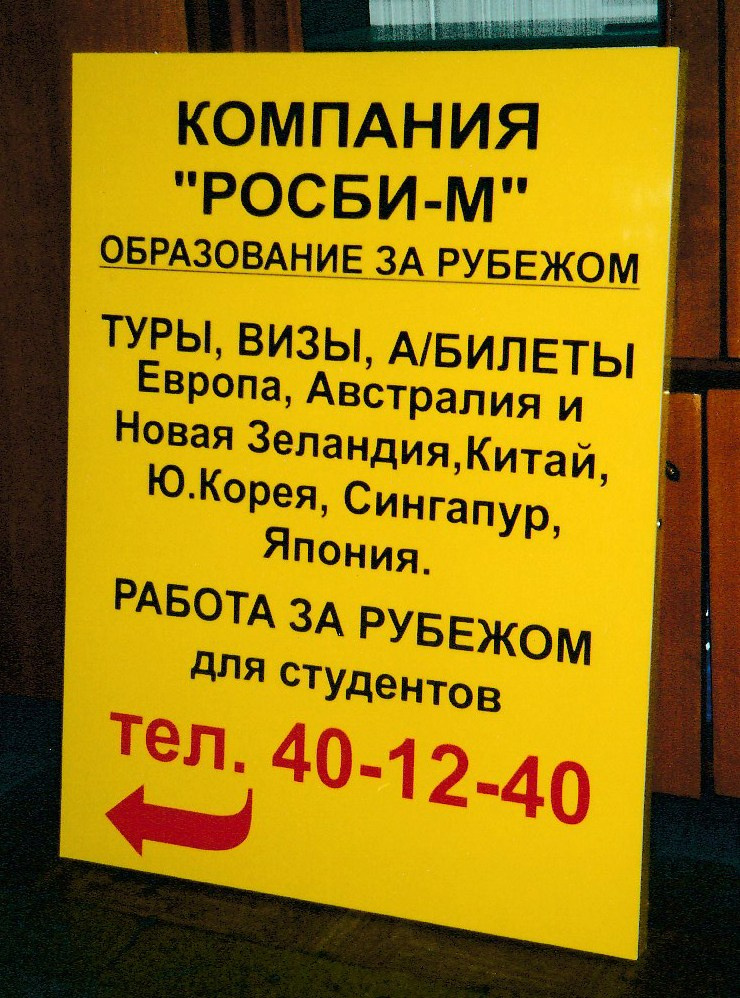 КОМПАНИЯ
"РОСБИ-М"
ОБРАЗОВАНИЕ ЗА РУБЕЖОМ
ТУРЫ, ВИЗЫ, А/БИЛЕТЫ
Европа, Австралия и
Новая Зеландия,Китай,
Ю.Корея, Сингапур,
Япония.
РАБОТА ЗА РУБЕЖОМ
для студентов
тел. 40-12-40